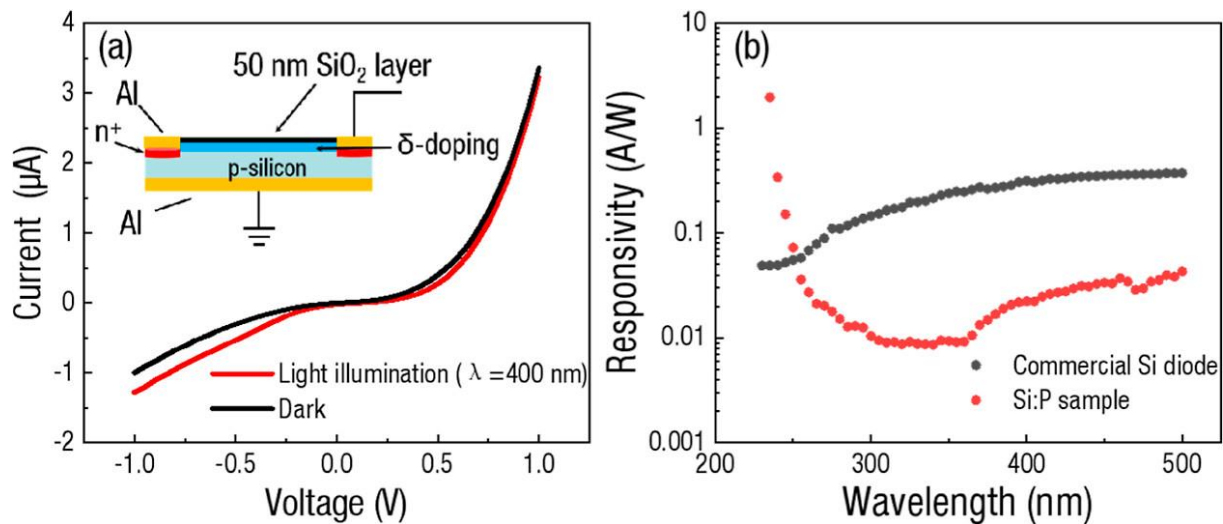 (a)
4
3
2
1
0
-1
-2
Current (μA)
-1.0 -0.5 0.0 0.5 1.0
Voltage (V)
50 nm SiO₂ layer
Al
n⁺
δ-doping
p-silicon
Al
Light illumination ( λ =400 nm)
Dark
(b)
10
1
0.1
0.01
0.001
Responsivity (A/W)
200 300 400 500
Wavelength (nm)
Commercial Si diode
Si:P sample